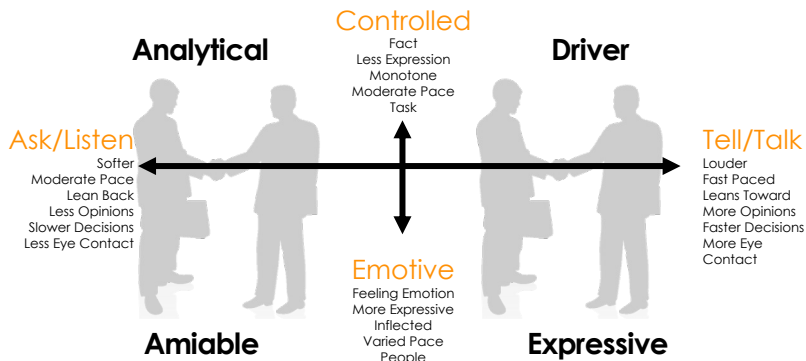 Controlled
Fact
Less Expression
Monotone
Moderate Pace
Task
Analytical
Driver
Ask/Listen
Softer
Moderate Pace
Lean Back
Less Opinions
Slower Decisions
Less Eye Contact
Tell/Talk
Louder
Fast Paced
Leans Toward
More Opinions
Faster Decisions
More Eye
Contact
Emotive
Feeling Emotion
More Expressive
Inflected
Varied Pace
People
Amiable
Expressive